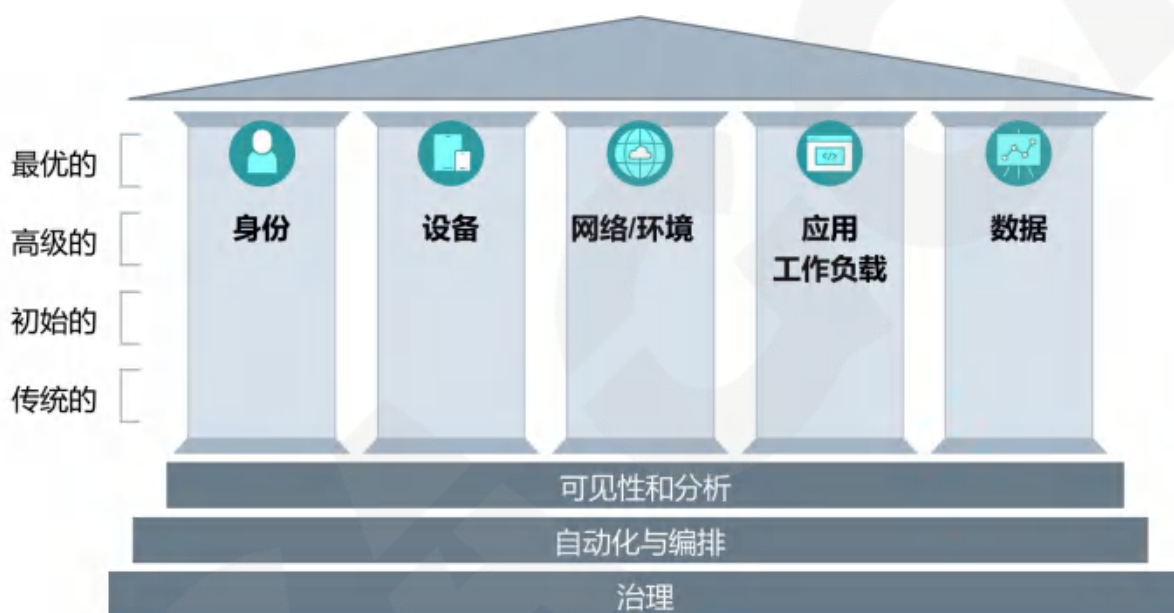 最优的
高级的
初始的
传统的
身份
设备
网络/环境
应用
工作负载
数据
可见性和分析
自动化与编排
治理